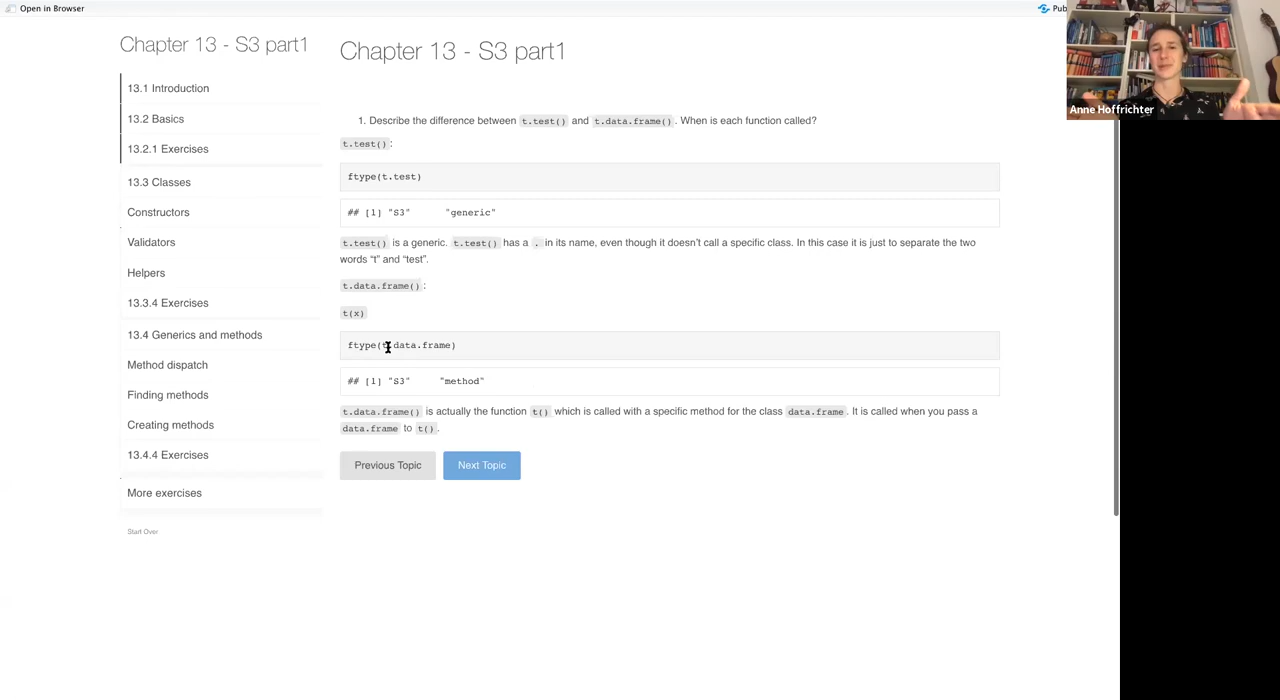 Open in Browser
Pub
Chapter 13 - S3 part1
13.1 Introduction
13.2 Basics
13.2.1 Exercises
13.3 Classes
Constructors
Validators
Helpers
13.3.4 Exercises
13.4 Generics and methods
Method dispatch
Finding methods
Creating methods
13.4.4 Exercises
More exercises
Start Over
Chapter 13 - S3 part1
1. Describe the difference between t.test() and t.data.frame(). When is each function called?
t.test():
ftype(t.test)
## [1] "S3"      "generic"
t.test() is a generic. t.test() has a . in its name, even though it doesn't call a specific class. In this case it is just to separate the two
words "t" and "test".
t.data.frame():
t(x)
ftype(t.data.frame)
## [1] "S3"     "method"
t.data.frame() is actually the function t() which is called with a specific method for the class data.frame. It is called when you pass a
data.frame to t().
Previous Topic
Next Topic
Anne Hoffrichter